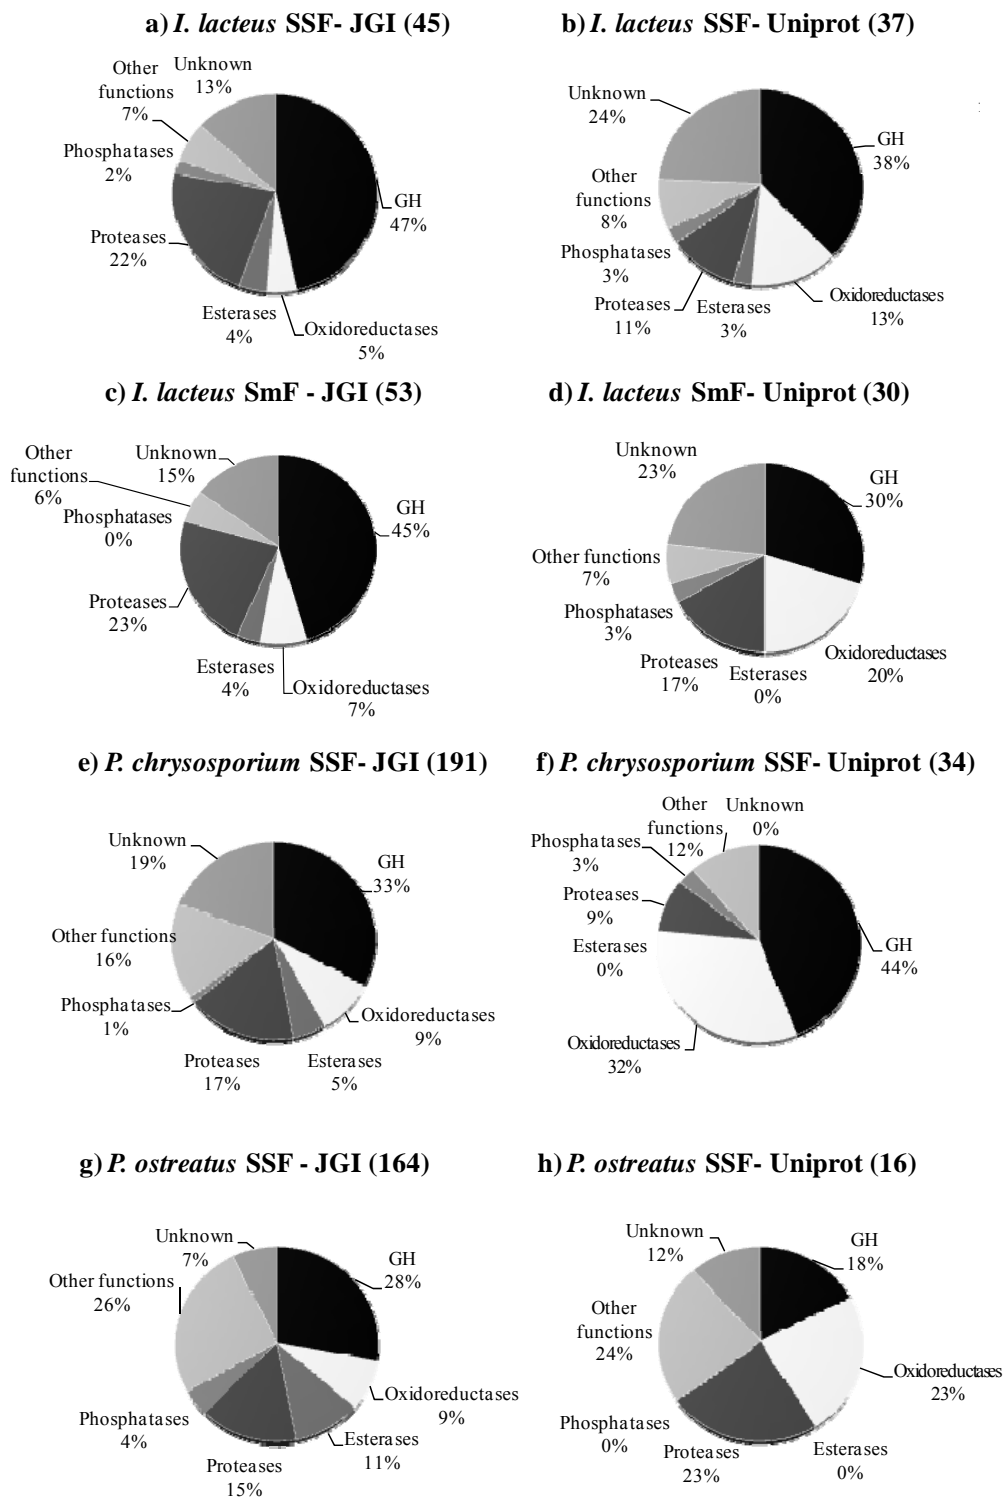 a) I. lacteus SSF- JGI (45)
Other
functions
7%
Unknown
13%
Phosphatases
2%
Proteases
22%
Esterases
4%
Oxidoreductases
5%
GH
47%
b) I. lacteus SSF- Uniprot (37)
Unknown
24%
GH
38%
Other
functions
8%
Phosphatases
3%
Proteases
11%
Esterases
3%
Oxidoreductases
13%
c) I. lacteus SmF - JGI (53)
Other
functions
6%
Unknown
15%
Phosphatases
0%
GH
45%
Proteases
23%
Esterases
4%
Oxidoreductases
7%
d) I. lacteus SmF- Uniprot (30)
Unknown
23%
GH
30%
Other functions
7%
Phosphatases
3%
Proteases
17%
Esterases
0%
Oxidoreductases
20%
e) P. chrysosporium SSF- JGI (191)
Unknown
19%
GH
33%
Other functions
16%
Phosphatases
1%
Proteases
17%
Esterases
5%
Oxidoreductases
9%
f) P. chrysosporium SSF- Uniprot (34)
Other
functions
12%
Unknown
0%
Phosphatases
3%
Proteases
9%
Esterases
0%
GH
44%
Oxidoreductases
32%
g) P. ostreatus SSF - JGI (164)
Unknown
7%
GH
28%
Other functions
26%
Phosphatases
4%
Proteases
15%
Esterases
11%
Oxidoreductases
9%
h) P. ostreatus SSF- Uniprot (16)
Unknown
12%
GH
18%
Other
functions
24%
Oxidoreductases
23%
Phosphatases
0%
Proteases
23%
Esterases
0%